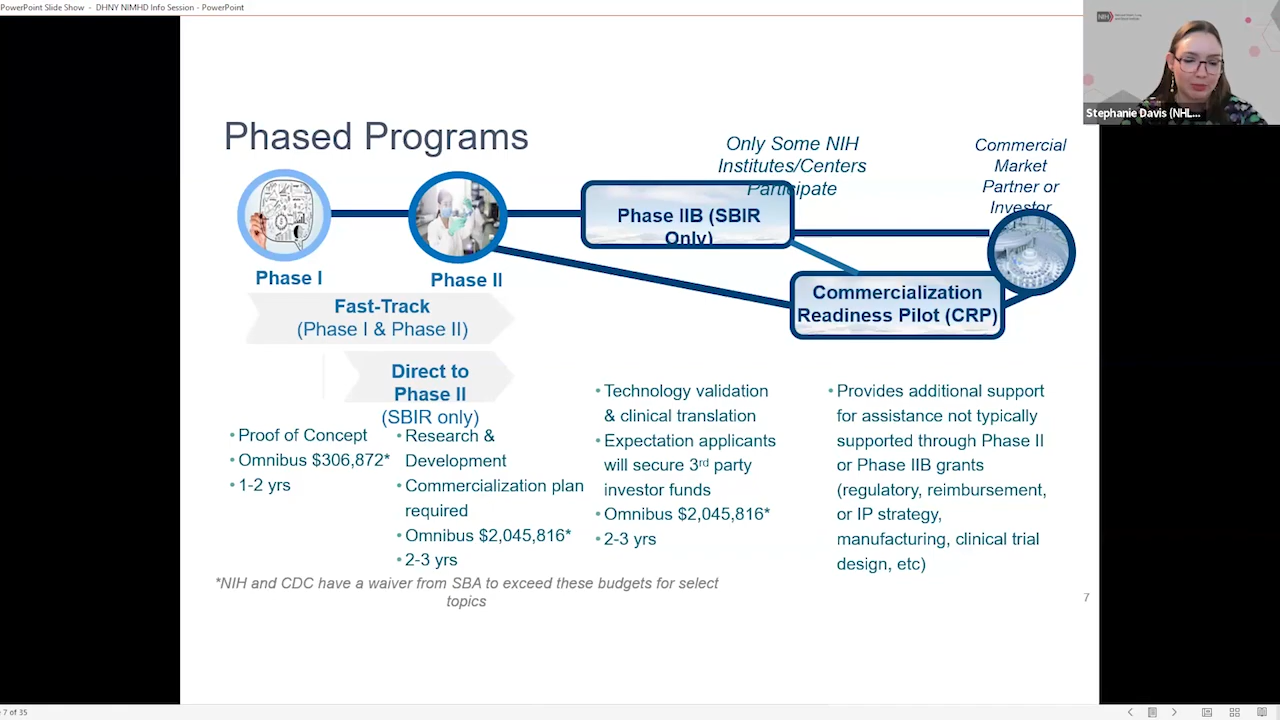 PowerPoint Slide Show - DHNY NIMHD Info Session - PowerPoint
NIH
Stephanie Davis (NHL...
Phased Programs
Only Some NIH
Institutes/Centers
Participate
Commercial
Market
Partner or
Investor
Phase IIB (SBIR
Only)
Phase I
Phase II
Commercialization
Readiness Pilot (CRP)
Fast-Track
(Phase I & Phase II)
Direct to
Phase II
(SBIR only)
• Proof of Concept
• Omnibus $306,872*
• 1-2 yrs
• Research &
Development
• Commercialization plan
required
• Omnibus $2,045,816*
• 2-3 yrs
• Technology validation
& clinical translation
• Expectation applicants
will secure 3rd party
investor funds
• Omnibus $2,045,816*
• 2-3 yrs
• Provides additional support
for assistance not typically
supported through Phase II
or Phase IIB grants
(regulatory, reimbursement,
or IP strategy,
manufacturing, clinical trial
design, etc)
*NIH and CDC have a waiver from SBA to exceed these budgets for select
topics
7
7 of 35